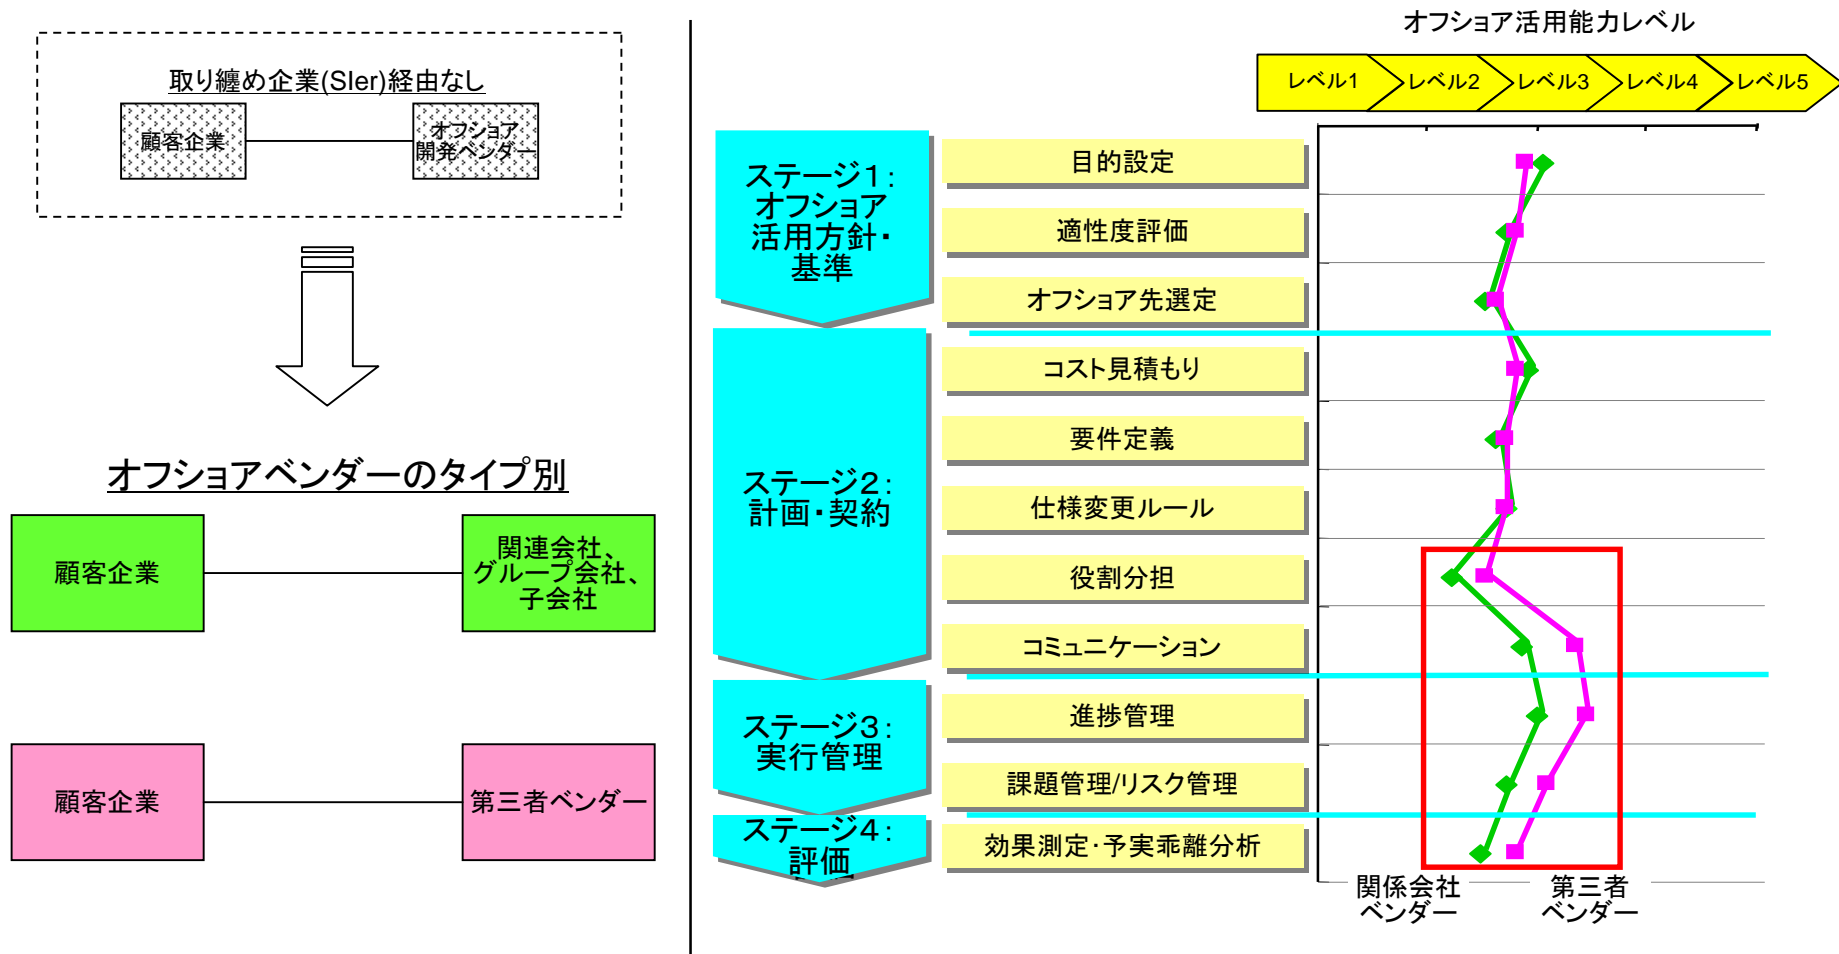 取り纏め企業(SIer)経由なし
顧客企業
オフショア
開発ベンダー
オフショアベンダーのタイプ別
顧客企業
関連会社、
グループ会社、
子会社
顧客企業
第三者ベンダー
オフショア活用能力レベル
レベル1
レベル2
レベル3
レベル4
レベル5
ステージ1:
オフショア
活用方針・
基準
目的設定
適性度評価
オフショア先選定
ステージ2:
計画・契約
コスト見積もり
要件定義
仕様変更ルール
役割分担
コミュニケーション
ステージ3:
実行管理
進捗管理
課題管理/リスク管理
ステージ4:
評価
効果測定・予実乖離分析
関係会社
ベンダー
第三者
ベンダー